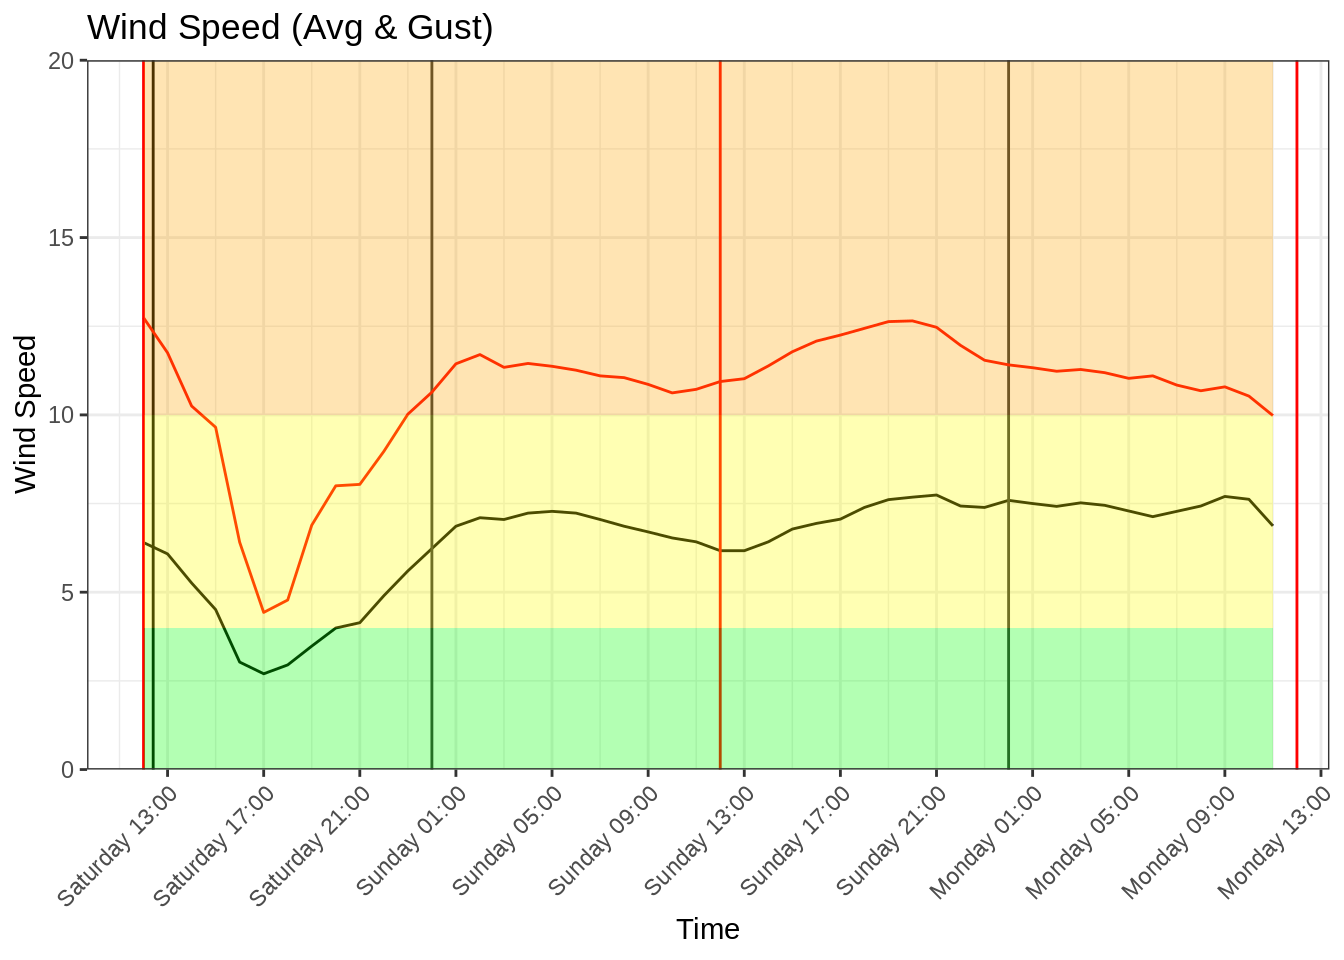 Wind Speed (Avg & Gust)
20
15
10
5
0
Wind Speed
Saturday 13:00
Saturday 17:00
Saturday 21:00
Sunday 01:00
Sunday 05:00
Sunday 09:00
Sunday 13:00
Sunday 17:00
Sunday 21:00
Monday 01:00
Monday 05:00
Monday 09:00
Monday 13:00
Time